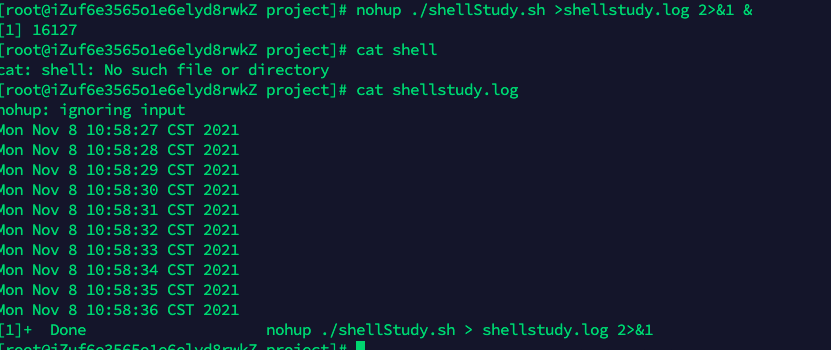 [root@iZuf6e3565o1e6elyd8rwkZ project]# nohup ./shellStudy.sh >shellstudy.log 2>&1 &
[1] 16127
[root@iZuf6e3565o1e6elyd8rwkZ project]# cat shell
cat: shell: No such file or directory
[root@iZuf6e3565o1e6elyd8rwkZ project]# cat shellstudy.log
nohup: ignoring input
Mon Nov 8 10:58:27 CST 2021
Mon Nov 8 10:58:28 CST 2021
Mon Nov 8 10:58:29 CST 2021
Mon Nov 8 10:58:30 CST 2021
Mon Nov 8 10:58:31 CST 2021
Mon Nov 8 10:58:32 CST 2021
Mon Nov 8 10:58:33 CST 2021
Mon Nov 8 10:58:34 CST 2021
Mon Nov 8 10:58:35 CST 2021
Mon Nov 8 10:58:36 CST 2021
[1]+  Done                    nohup ./shellStudy.sh > shellstudy.log 2>&1
[root@iZuf6e3565o1e6elyd8rwkZ project]#